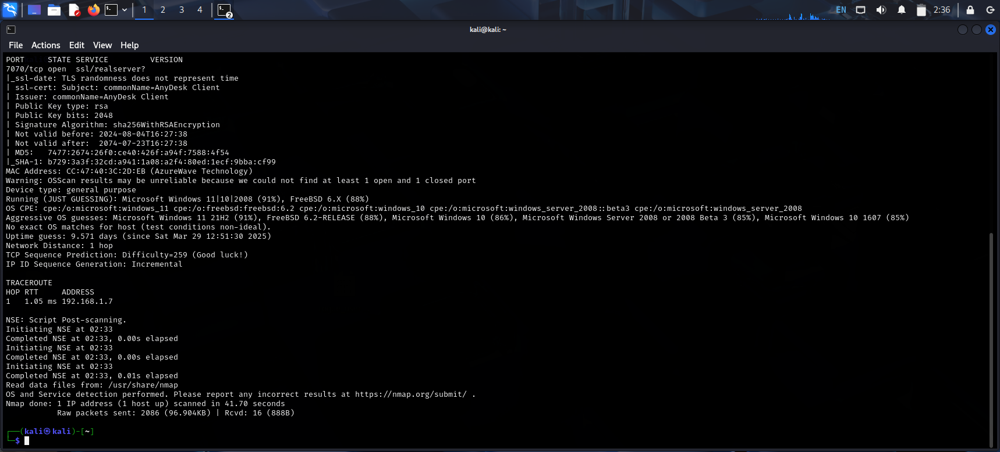 1 2 3 4 2 EN 2:36
kali@kali: ~
File Actions Edit View Help
PORT     STATE SERVICE         VERSION
7070/tcp open  ssl/realserver?
|_ssl-date: TLS randomness does not represent time
| ssl-cert: Subject: commonName=AnyDesk Client
| Issuer: commonName=AnyDesk Client
| Public Key type: rsa
| Public Key bits: 2048
| Signature Algorithm: sha256WithRSAEncryption
| Not valid before: 2024-08-04T16:27:38
| Not valid after:  2074-07-23T16:27:38
| MD5:   7477:2674:26f0:ce40:426f:a94f:7588:4f54
|_SHA-1: b729:3a3f:32cd:a941:1a08:a2f4:80ed:1ecf:9bba:cf99
MAC Address: CC:47:40:3C:2D:EB (AzureWave Technology)
Warning: OSScan results may be unreliable because we could not find at least 1 open and 1 closed port
Device type: general purpose
Running (JUST GUESSING): Microsoft Windows 11|10|2008 (91%), FreeBSD 6.X (88%)
OS CPE: cpe:/o:microsoft:windows_11 cpe:/o:freebsd:freebsd:6.2 cpe:/o:microsoft:windows_10 cpe:/o:microsoft:windows_server_2008::beta3 cpe:/o:microsoft:windows_server_2008
Aggressive OS guesses: Microsoft Windows 11 21H2 (91%), FreeBSD 6.2-RELEASE (88%), Microsoft Windows 10 (86%), Microsoft Windows Server 2008 or 2008 Beta 3 (85%), Microsoft Windows 10 1607 (85%)
No exact OS matches for host (test conditions non-ideal).
Uptime guess: 9.571 days (since Sat Mar 29 12:51:30 2025)
Network Distance: 1 hop
TCP Sequence Prediction: Difficulty=259 (Good luck!)
IP ID Sequence Generation: Incremental
TRACEROUTE
HOP RTT     ADDRESS
1   1.05 ms 192.168.1.7
NSE: Script Post-scanning.
Initiating NSE at 02:33
Completed NSE at 02:33, 0.00s elapsed
Initiating NSE at 02:33
Completed NSE at 02:33, 0.00s elapsed
Initiating NSE at 02:33
Completed NSE at 02:33, 0.01s elapsed
Read data files from: /usr/share/nmap
OS and Service detection performed. Please report any incorrect results at https://nmap.org/submit/ .
Nmap done: 1 IP address (1 host up) scanned in 41.70 seconds
           Raw packets sent: 2086 (96.904KB) | Rcvd: 16 (888B)
┌──(kali㉿kali)-[~]
└─$